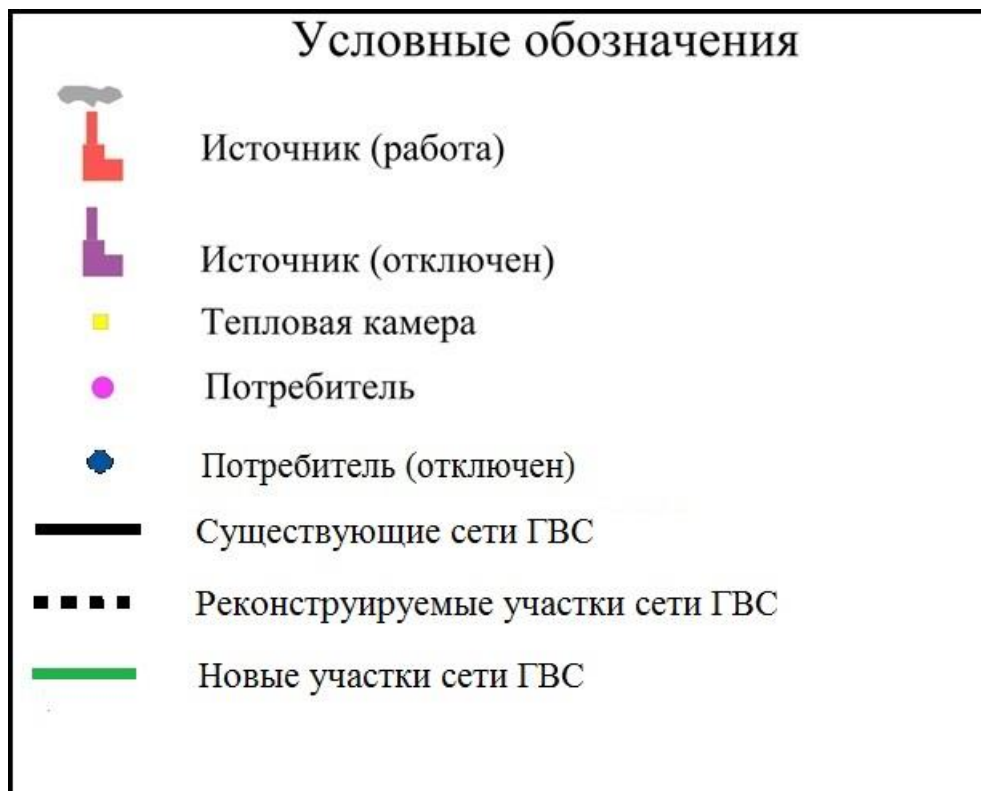 Условные обозначения
Источник (работа)
Источник (отключен)
Тепловая камера
Потребитель
Потребитель (отключен)
Существующие сети ГВС
Реконструируемые участки сети ГВС
Новые участки сети ГВС